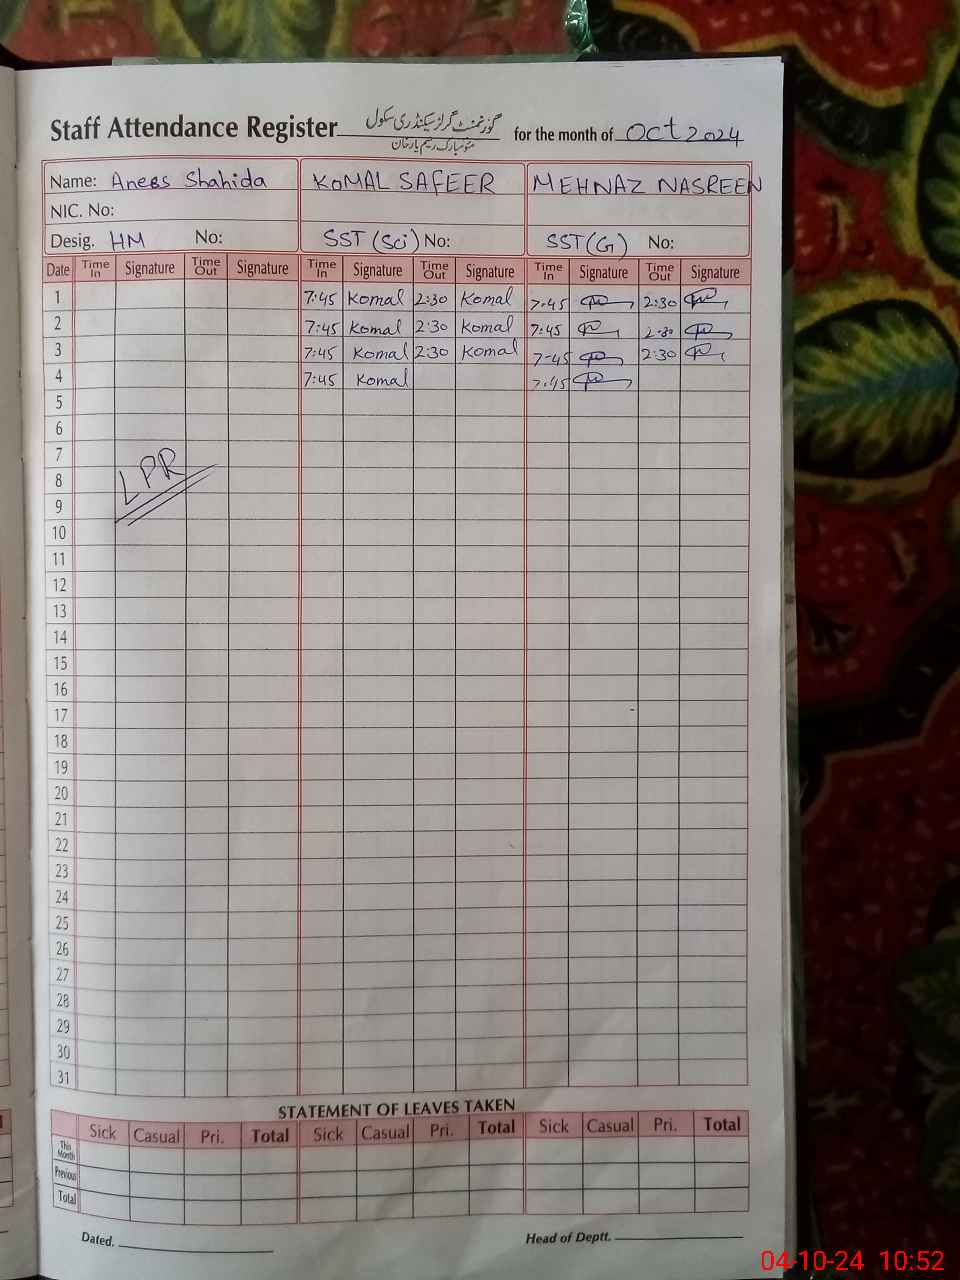 Staff Attendance Register گورنمنٹ گرلز سیکنڈری سکول for the month of Oct 2024
رحیم یار خان
Name: Anees Shahida KOMAL SAFEER MEHNAZ NASREEN
NIC. No:
Desig. HM No: SST (Sci) No: SST (G) No:
Date Time In Signature Time Out Signature Time In Signature Time Out Signature Time In Signature Time Out Signature
1 7:45 Komal 2:30 Komal 7:45 2:30
2 7:45 Komal 2:30 Komal 7:45 2:30
3 7:45 Komal 2:30 Komal 7-45 2:30
4 7:45 Komal 7.45
5
6
7
LPR
8
9
10
11
12
13
14
15
16
17
18
19
20
21
22
23
24
25
26
27
28
29
30
31
STATEMENT OF LEAVES TAKEN
Sick Casual Pri. Total Sick Casual Pri. Total Sick Casual Pri. Total
This Month
Previous
Total
Dated. Head of Deptt.
04-10-24 10:52